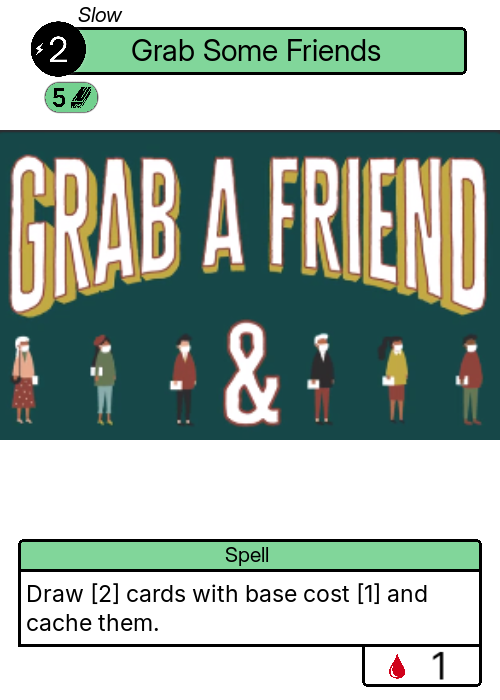 Slow
2
Grab Some Friends
5
GRAB A FRIEND
&
Spell
Draw [2] cards with base cost [1] and
cache them.
1